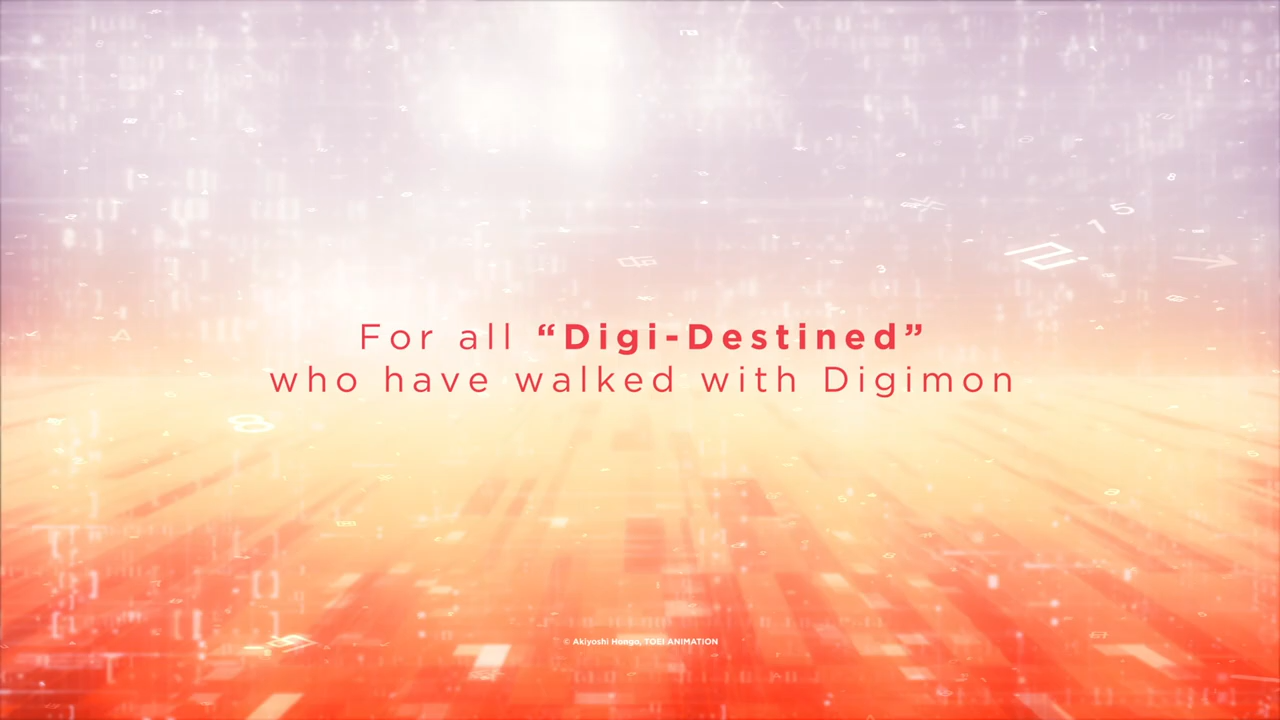 For all “Digi-Destined”
who have walked with Digimon
© Akiyoshi Hongo, TOEI ANIMATION